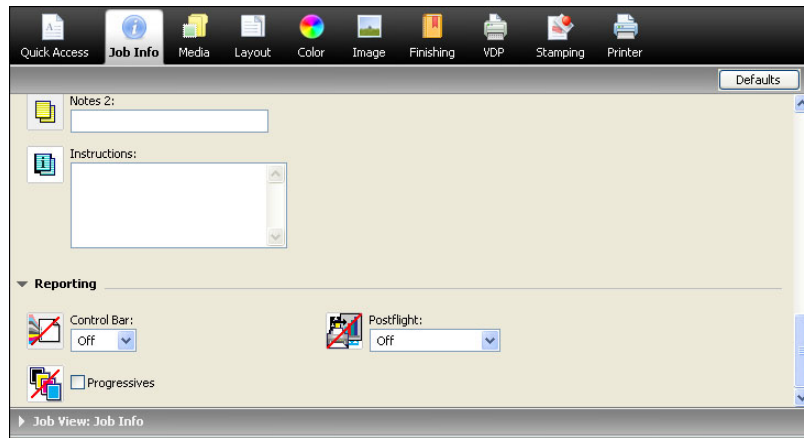 Quick Access Job Info Media Layout Color Image Finishing VDP Stamping Printer
Defaults
Notes 2:
Instructions:
Reporting
Control Bar: Postflight:
Off Off
Progressives
Job View: Job Info